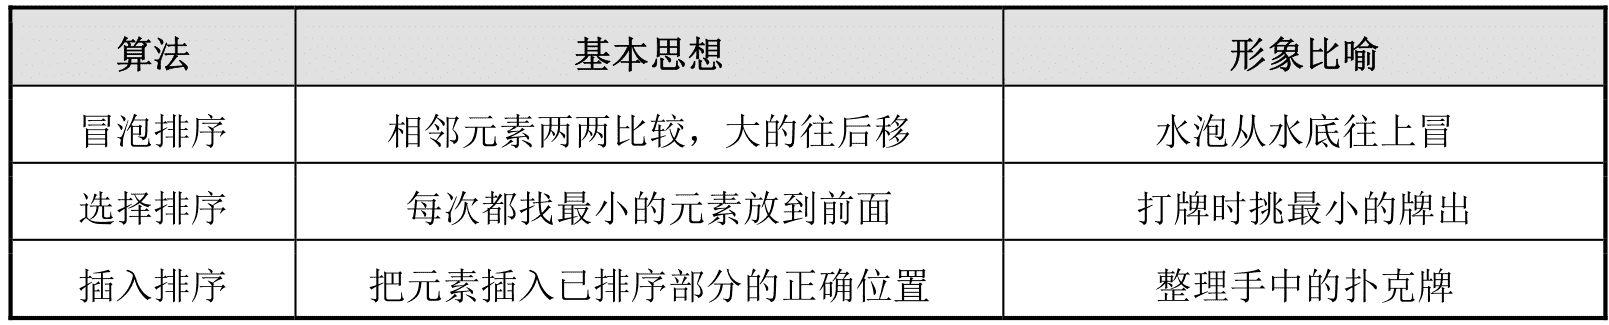 算法 基本思想 形象比喻
冒泡排序 相邻元素两两比较，大的往后移 水泡从水底往上冒
选择排序 每次都找最小的元素放到前面 打牌时挑最小的牌出
插入排序 把元素插入已排序部分的正确位置 整理手中的扑克牌